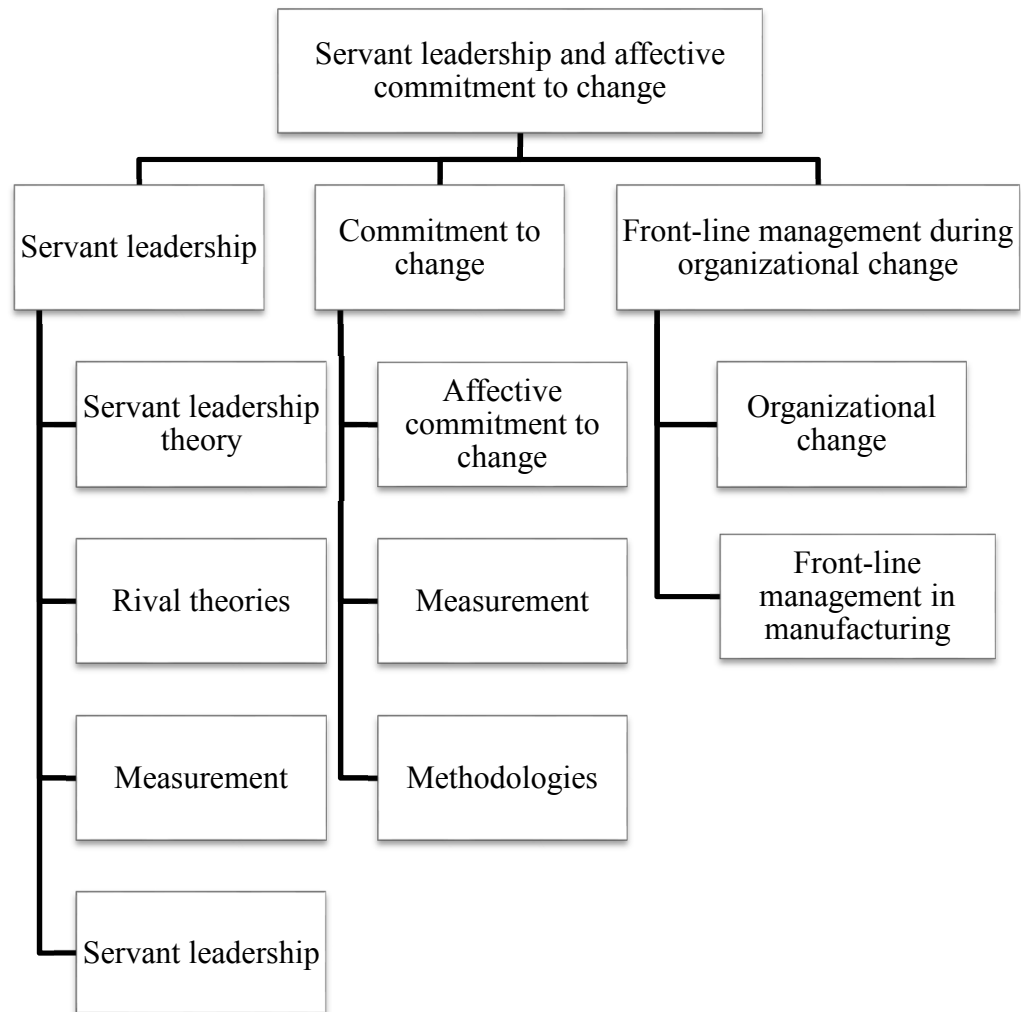 Servant leadership and affective
commitment to change
Servant leadership
Commitment to
change
Front-line management during
organizational change
Servant leadership
theory
Affective
commitment to
change
Organizational
change
Rival theories
Measurement
Front-line
management in
manufacturing
Measurement
Methodologies
Servant leadership